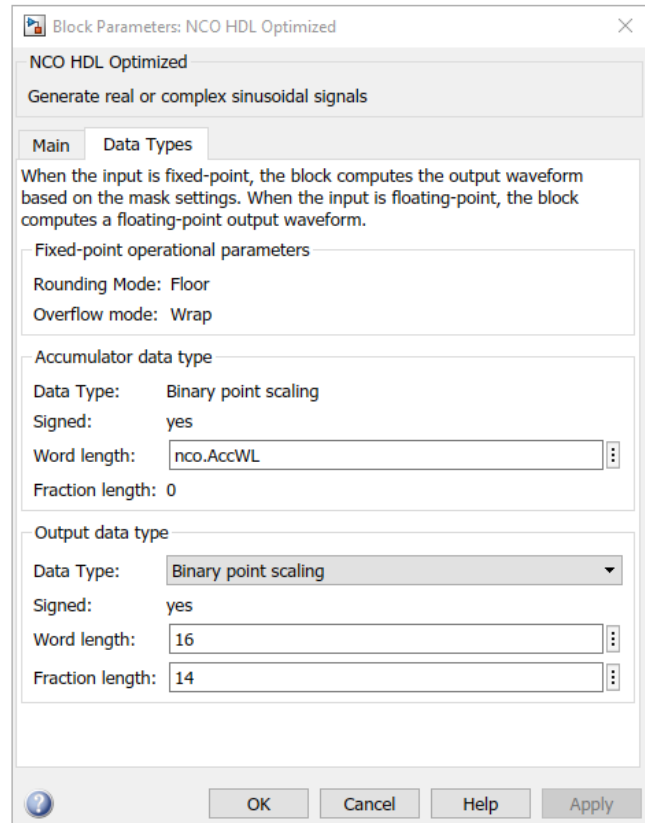 Block Parameters: NCO HDL Optimized
NCO HDL Optimized
Generate real or complex sinusoidal signals
Main Data Types
When the input is fixed-point, the block computes the output waveform
based on the mask settings. When the input is floating-point, the block
computes a floating-point output waveform.
Fixed-point operational parameters
Rounding Mode: Floor
Overflow mode: Wrap
Accumulator data type
Data Type: Binary point scaling
Signed: yes
Word length: nco.AccWL
Fraction length: 0
Output data type
Data Type: Binary point scaling
Signed: yes
Word length: 16
Fraction length: 14
OK Cancel Help Apply